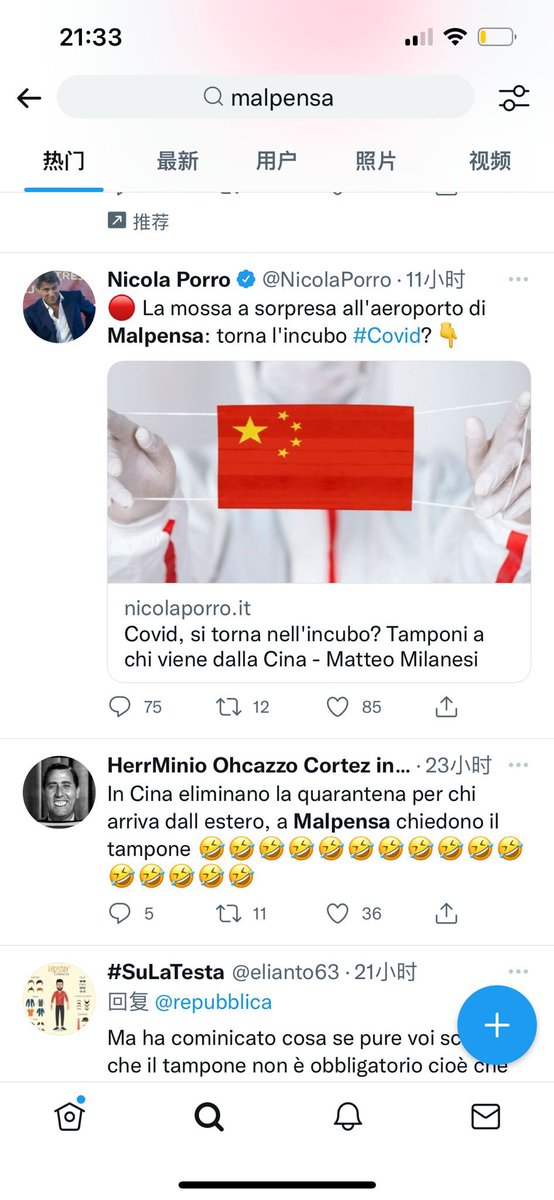 21:33
malpensa
热门 最新 用户 照片 视频
推荐
Nicola Porro @NicolaPorro · 11小时
🔴 La mossa a sorpresa all'aeroporto di
Malpensa: torna l'incubo #Covid? 👇
nicolaporro.it
Covid, si torna nell'incubo? Tamponi a
chi viene dalla Cina - Matteo Milanesi
75 12 85
HerrMinio Ohcazzo Cortez in... · 23小时
In Cina eliminano la quarantena per chi
arriva dall estero, a Malpensa chiedono il
tampone 🤣🤣🤣🤣🤣🤣🤣🤣🤣🤣🤣
🤣🤣🤣🤣🤣
5 11 36
Hipster
#SuLaTesta @elianto63 · 21小时
回复 @repubblica
Ma ha cominicato cosa se pure voi
che il tampone non è obbligatorio cioè che